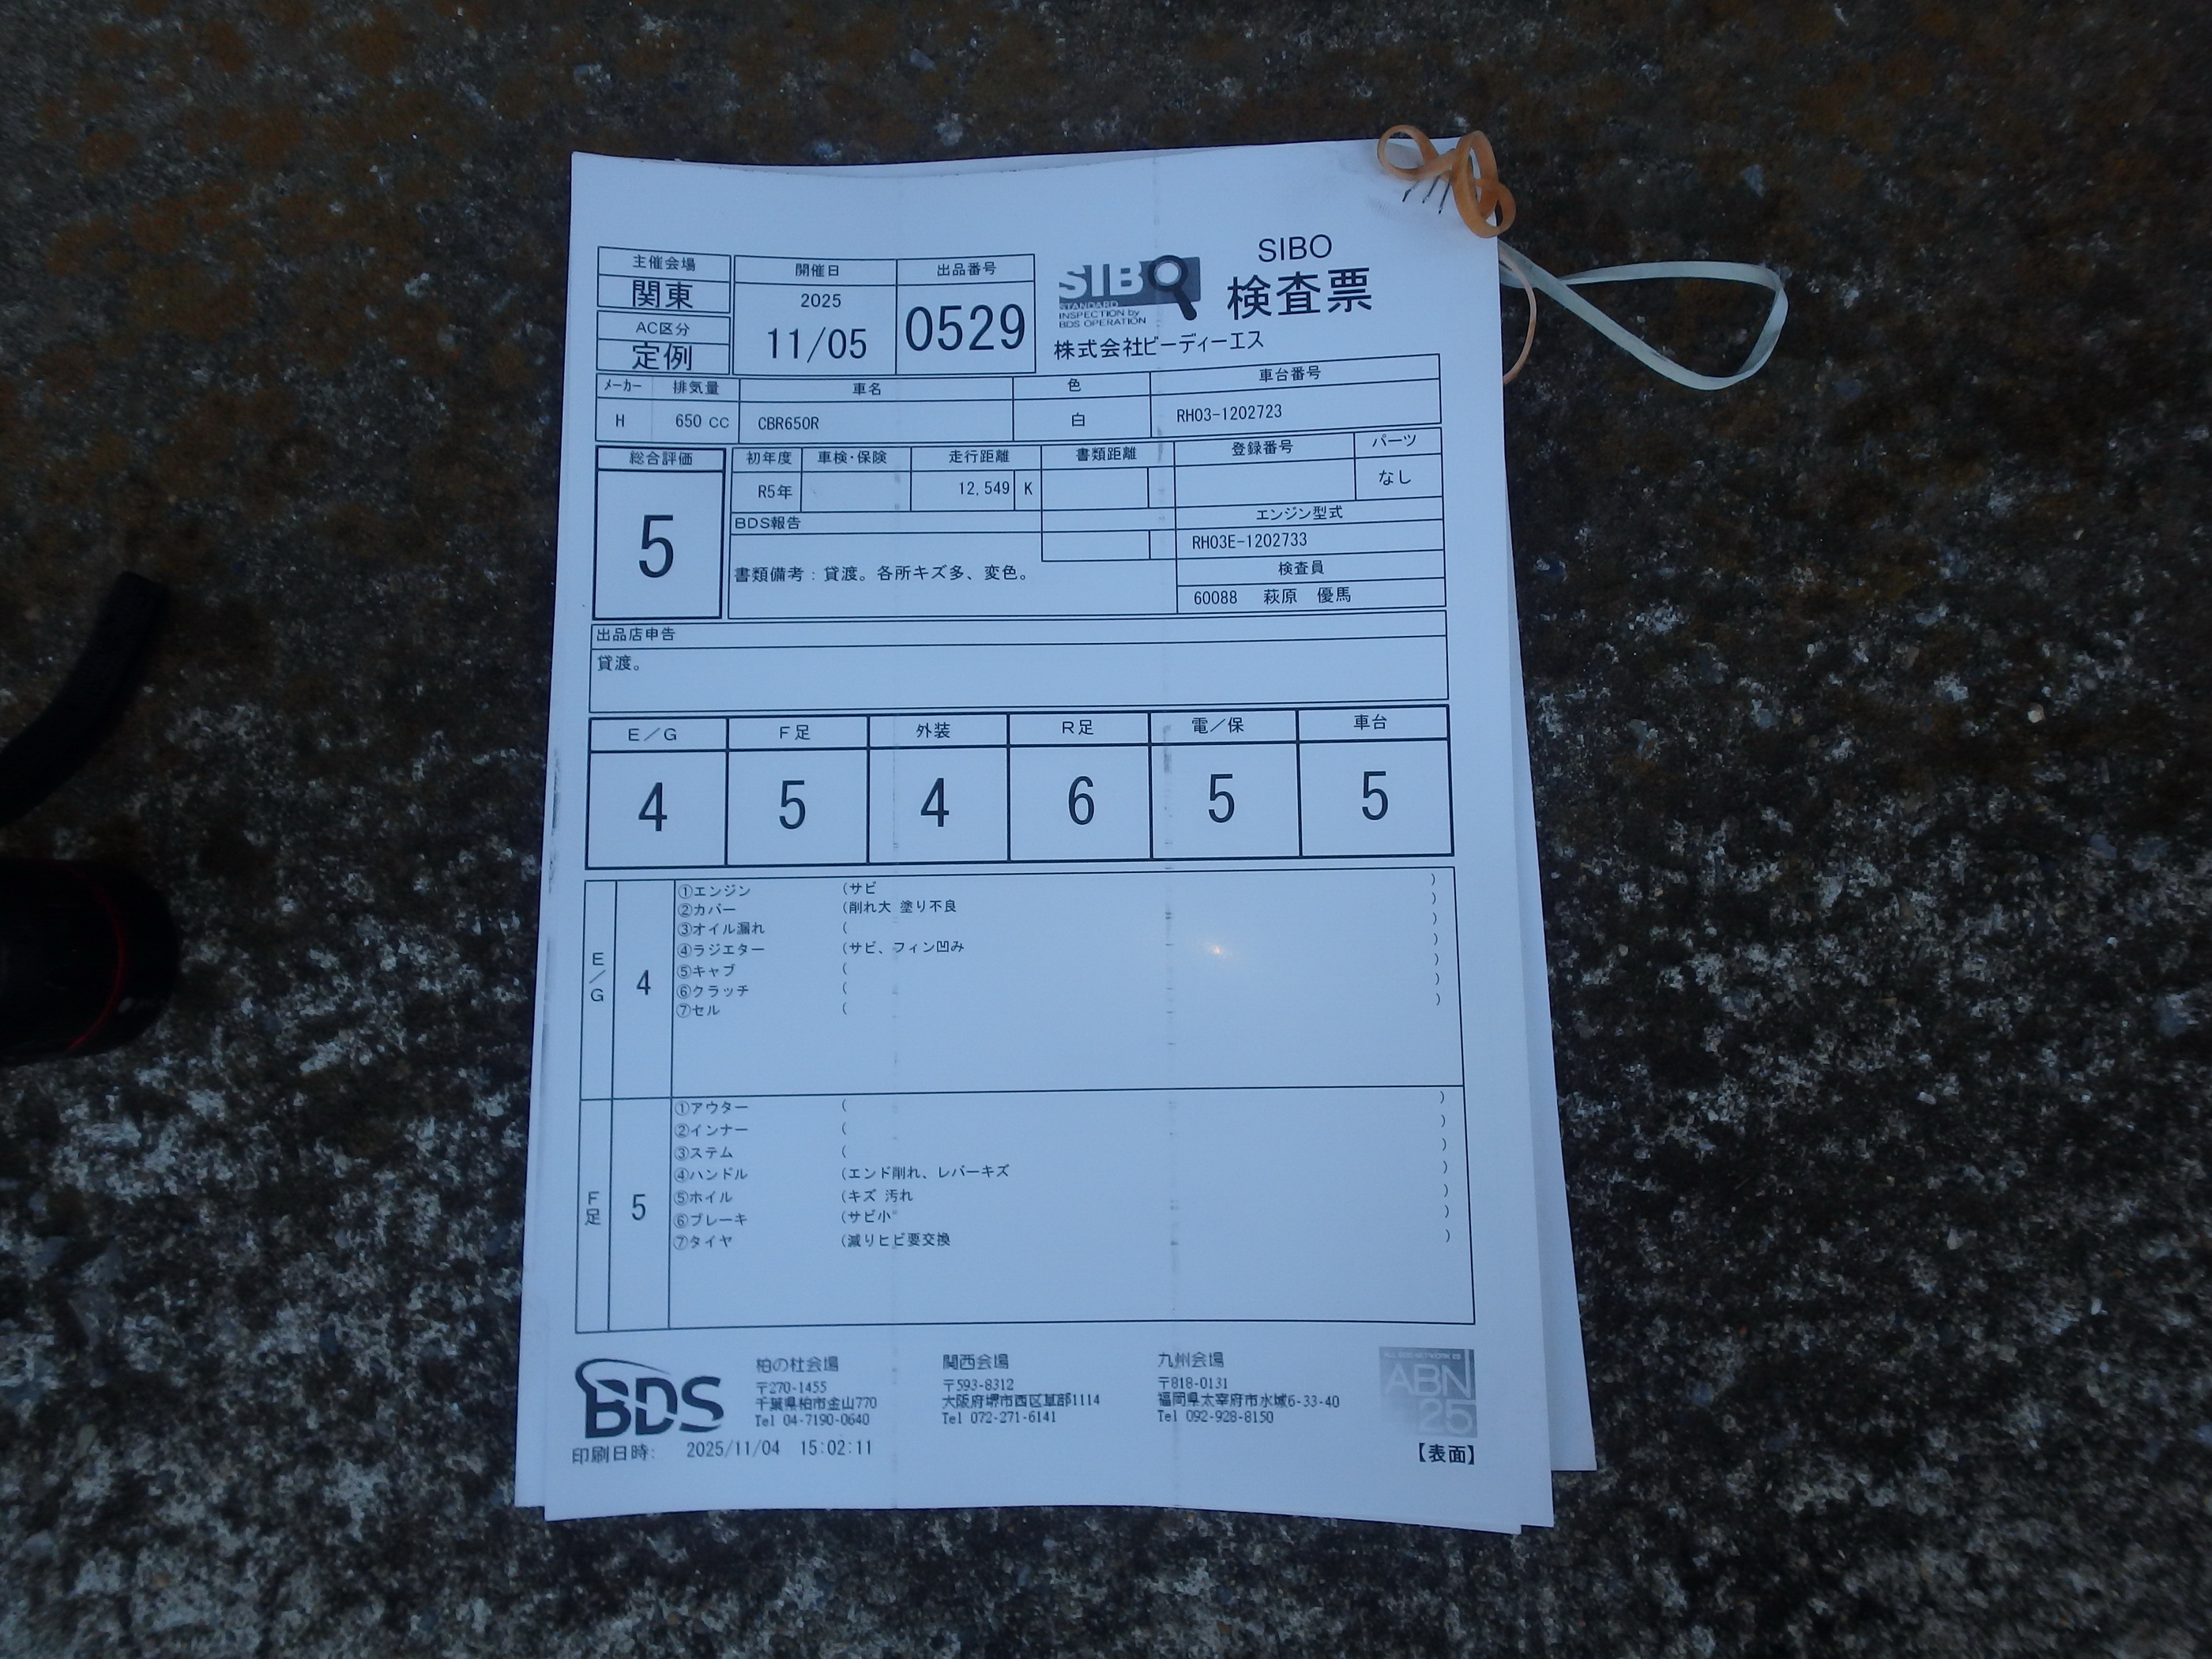 主催会場
関東
AC区分
定例
開催日
2025
11/05
出品番号
0529
SIBO
STANDARD
INSPECTION by
BDS OPERATION
SIBO
検査票
株式会社ビーディーエス
メーカー 排気量 車名 色 車台番号
H 650 CC CBR650R 白 RH03-1202723
総合評価
5
初年度 車検・保険 走行距離 書類距離 登録番号 パーツ
R5年 12,549 K なし
BDS報告
書類備考：貸渡。各所キズ多、変色。
エンジン型式
RH03E-1202733
検査員
60088 萩原 優馬
出品店申告
貸渡。
E／G F足 外装 R足 電／保 車台
4 5 4 6 5 5
E／G
4
①エンジン (サビ )
②カバー (削れ大 塗り不良 )
③オイル漏れ ( )
④ラジエター (サビ、フィン凹み )
⑤キャブ ( )
⑥クラッチ ( )
⑦セル ( )
F足
5
①アウター ( )
②インナー ( )
③ステム ( )
④ハンドル (エンド削れ、レバーキズ )
⑤ホイル (キズ 汚れ )
⑥ブレーキ (サビ小 )
⑦タイヤ (減りヒビ要交換 )
BDS
柏の杜会場
〒270-1455
千葉県柏市金山770
Tel 04-7190-0640
関西会場
〒593-8312
大阪府堺市西区草部1114
Tel 072-271-6141
九州会場
〒818-0131
福岡県太宰府市水城6-33-40
Tel 092-928-8150
ABN
25
印刷日時: 2025/11/04 15:02:11
【表面】